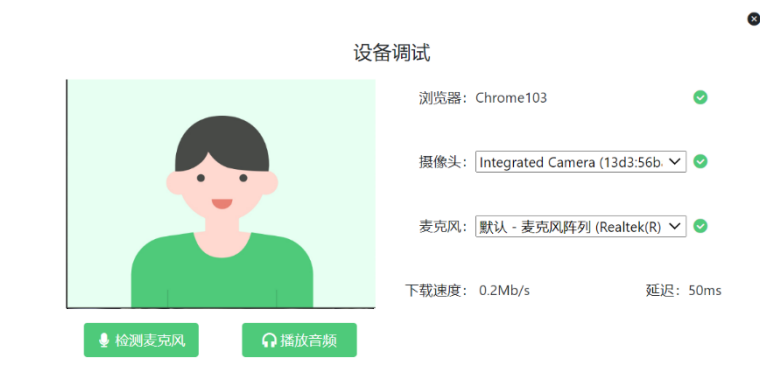 设备调试
浏览器：Chrome103
摄像头：Integrated Camera (13d3:56b
麦克风：默认 - 麦克风阵列 (Realtek(R)
下载速度：0.2Mb/s 延迟：50ms
检测麦克风 播放音频